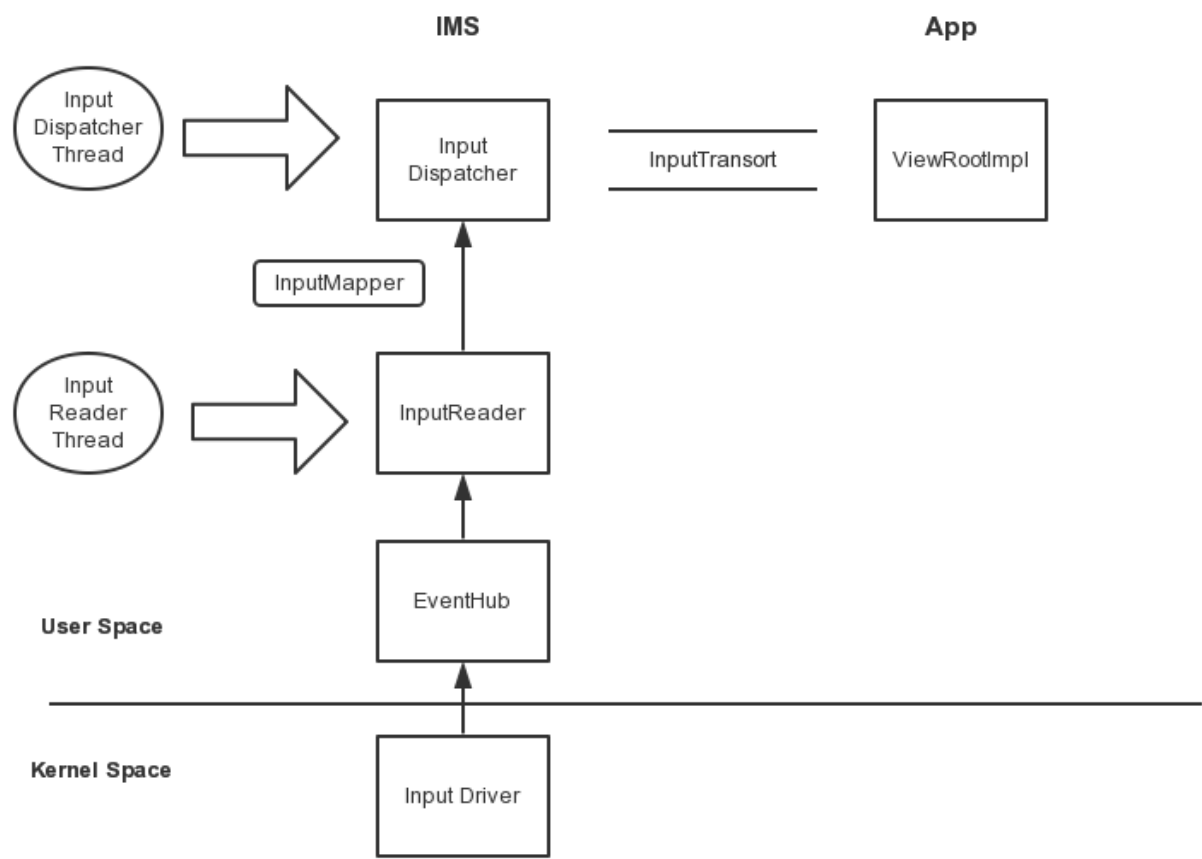 IMS
App
Input
Dispatcher
Thread
Input
Dispatcher
InputTransort
ViewRootImpl
InputMapper
Input
Reader
Thread
InputReader
EventHub
User Space
Kernel Space
Input Driver